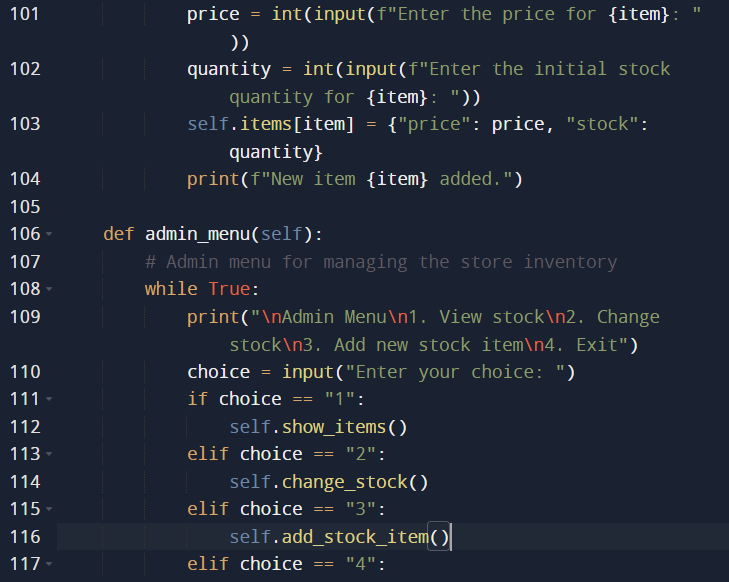 101 price = int(input(f"Enter the price for {item}: "
))
102 quantity = int(input(f"Enter the initial stock
quantity for {item}: "))
103 self.items[item] = {"price": price, "stock":
quantity}
104 print(f"New item {item} added.")
105
106 def admin_menu(self):
107 # Admin menu for managing the store inventory
108 while True:
109 print("\nAdmin Menu\n1. View stock\n2. Change
stock\n3. Add new stock item\n4. Exit")
110 choice = input("Enter your choice: ")
111 if choice == "1":
112 self.show_items()
113 elif choice == "2":
114 self.change_stock()
115 elif choice == "3":
116 self.add_stock_item()
117 elif choice == "4":